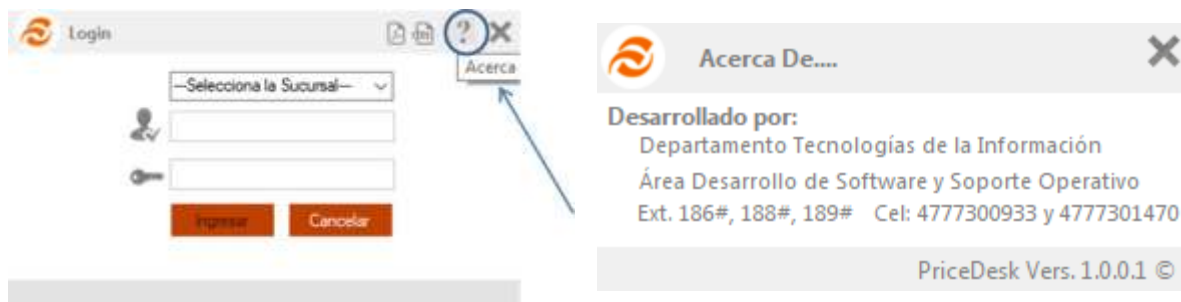 Login
?
Acerca
--Selecciona la Sucursal--
Ingresar
Cancelar
Acerca De....
Desarrollado por:
Departamento Tecnologías de la Información
Área Desarrollo de Software y Soporte Operativo
Ext. 186#, 188#, 189# Cel: 4777300933 y 4777301470
PriceDesk Vers. 1.0.0.1 ©